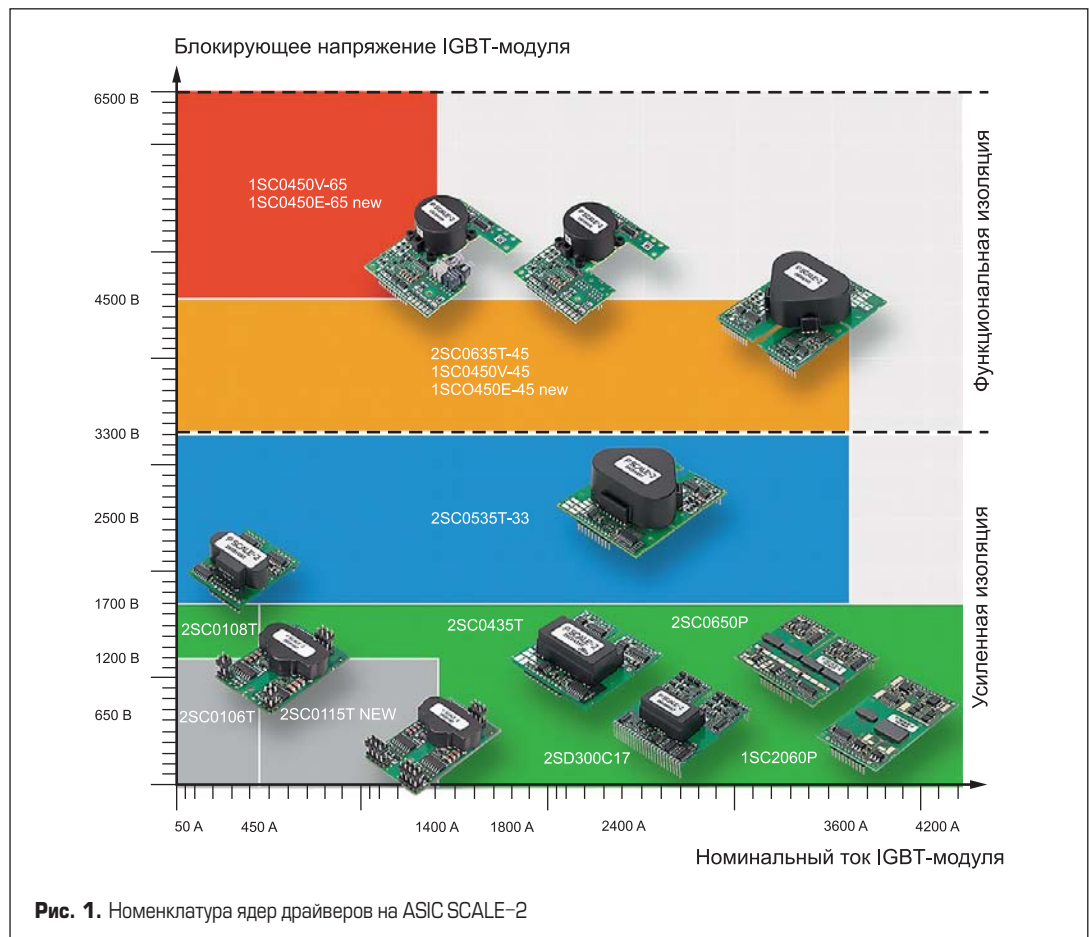 Блокирующее напряжение IGBT-модуля
6500 В
4500 В
3300 В
2500 В
1700 В
1200 В
650 В
1SC0450V-65
1SC0450E-65 new
2SC0635T-45
1SC0450V-45
1SCO450E-45 new
2SC0535T-33
2SC0108T
2SC0435T
2SC0650P
2SC0106T
2SC0115T NEW
2SD300C17
1SC2060P
Функциональная изоляция
Усиленная изоляция
50 А
450 А
1400 А
1800 А
2400 А
3600 А
4200 А
Номинальный ток IGBT-модуля
Рис. 1. Номенклатура ядер драйверов на ASIC SCALE-2